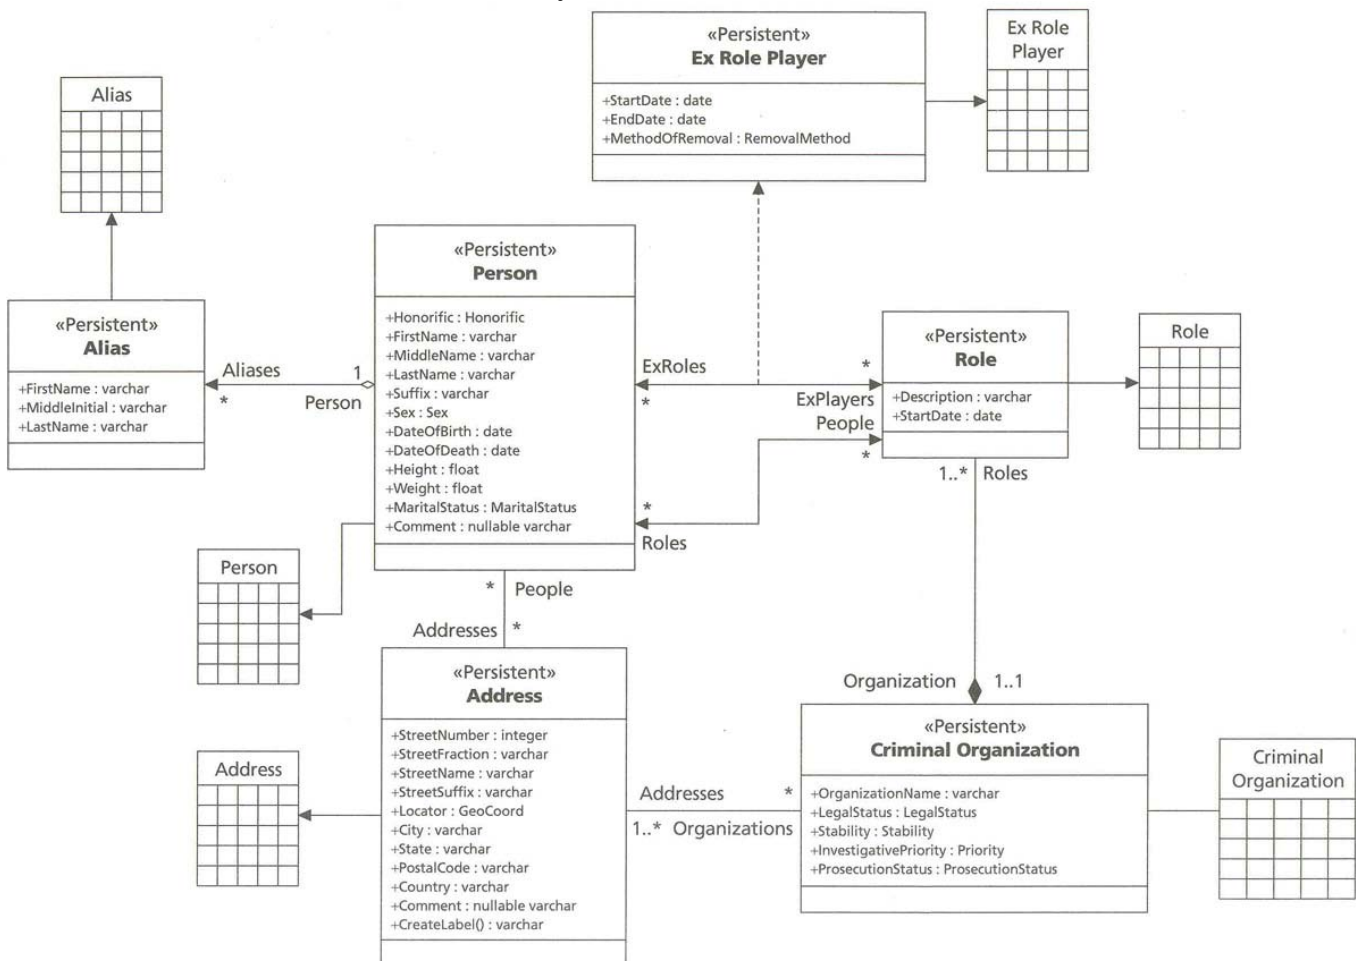 «Persistent»
Ex Role Player
+StartDate : date
+EndDate : date
+MethodOfRemoval : RemovalMethod
Ex Role
Player
Alias
«Persistent»
Person
+Honorific : Honorific
+FirstName : varchar
+MiddleName : varchar
+LastName : varchar
+Suffix : varchar
+Sex : Sex
+DateOfBirth : date
+DateOfDeath : date
+Height : float
+Weight : float
+MaritalStatus : MaritalStatus
+Comment : nullable varchar
«Persistent»
Alias
+FirstName : varchar
+MiddleInitial : varchar
+LastName : varchar
Aliases
*
1
Person
ExRoles
*
*
ExPlayers
People
*
*
Roles
«Persistent»
Role
+Description : varchar
+StartDate : date
Role
1..* Roles
Person
* People
Addresses *
«Persistent»
Address
+StreetNumber : integer
+StreetFraction : varchar
+StreetName : varchar
+StreetSuffix : varchar
+Locator : GeoCoord
+City : varchar
+State : varchar
+PostalCode : varchar
+Country : varchar
+Comment : nullable varchar
+CreateLabel() : varchar
Address
Addresses *
1..* Organizations
Organization 1..1
«Persistent»
Criminal Organization
+OrganizationName : varchar
+LegalStatus : LegalStatus
+Stability : Stability
+InvestigativePriority : Priority
+ProsecutionStatus : ProsecutionStatus
Criminal
Organization